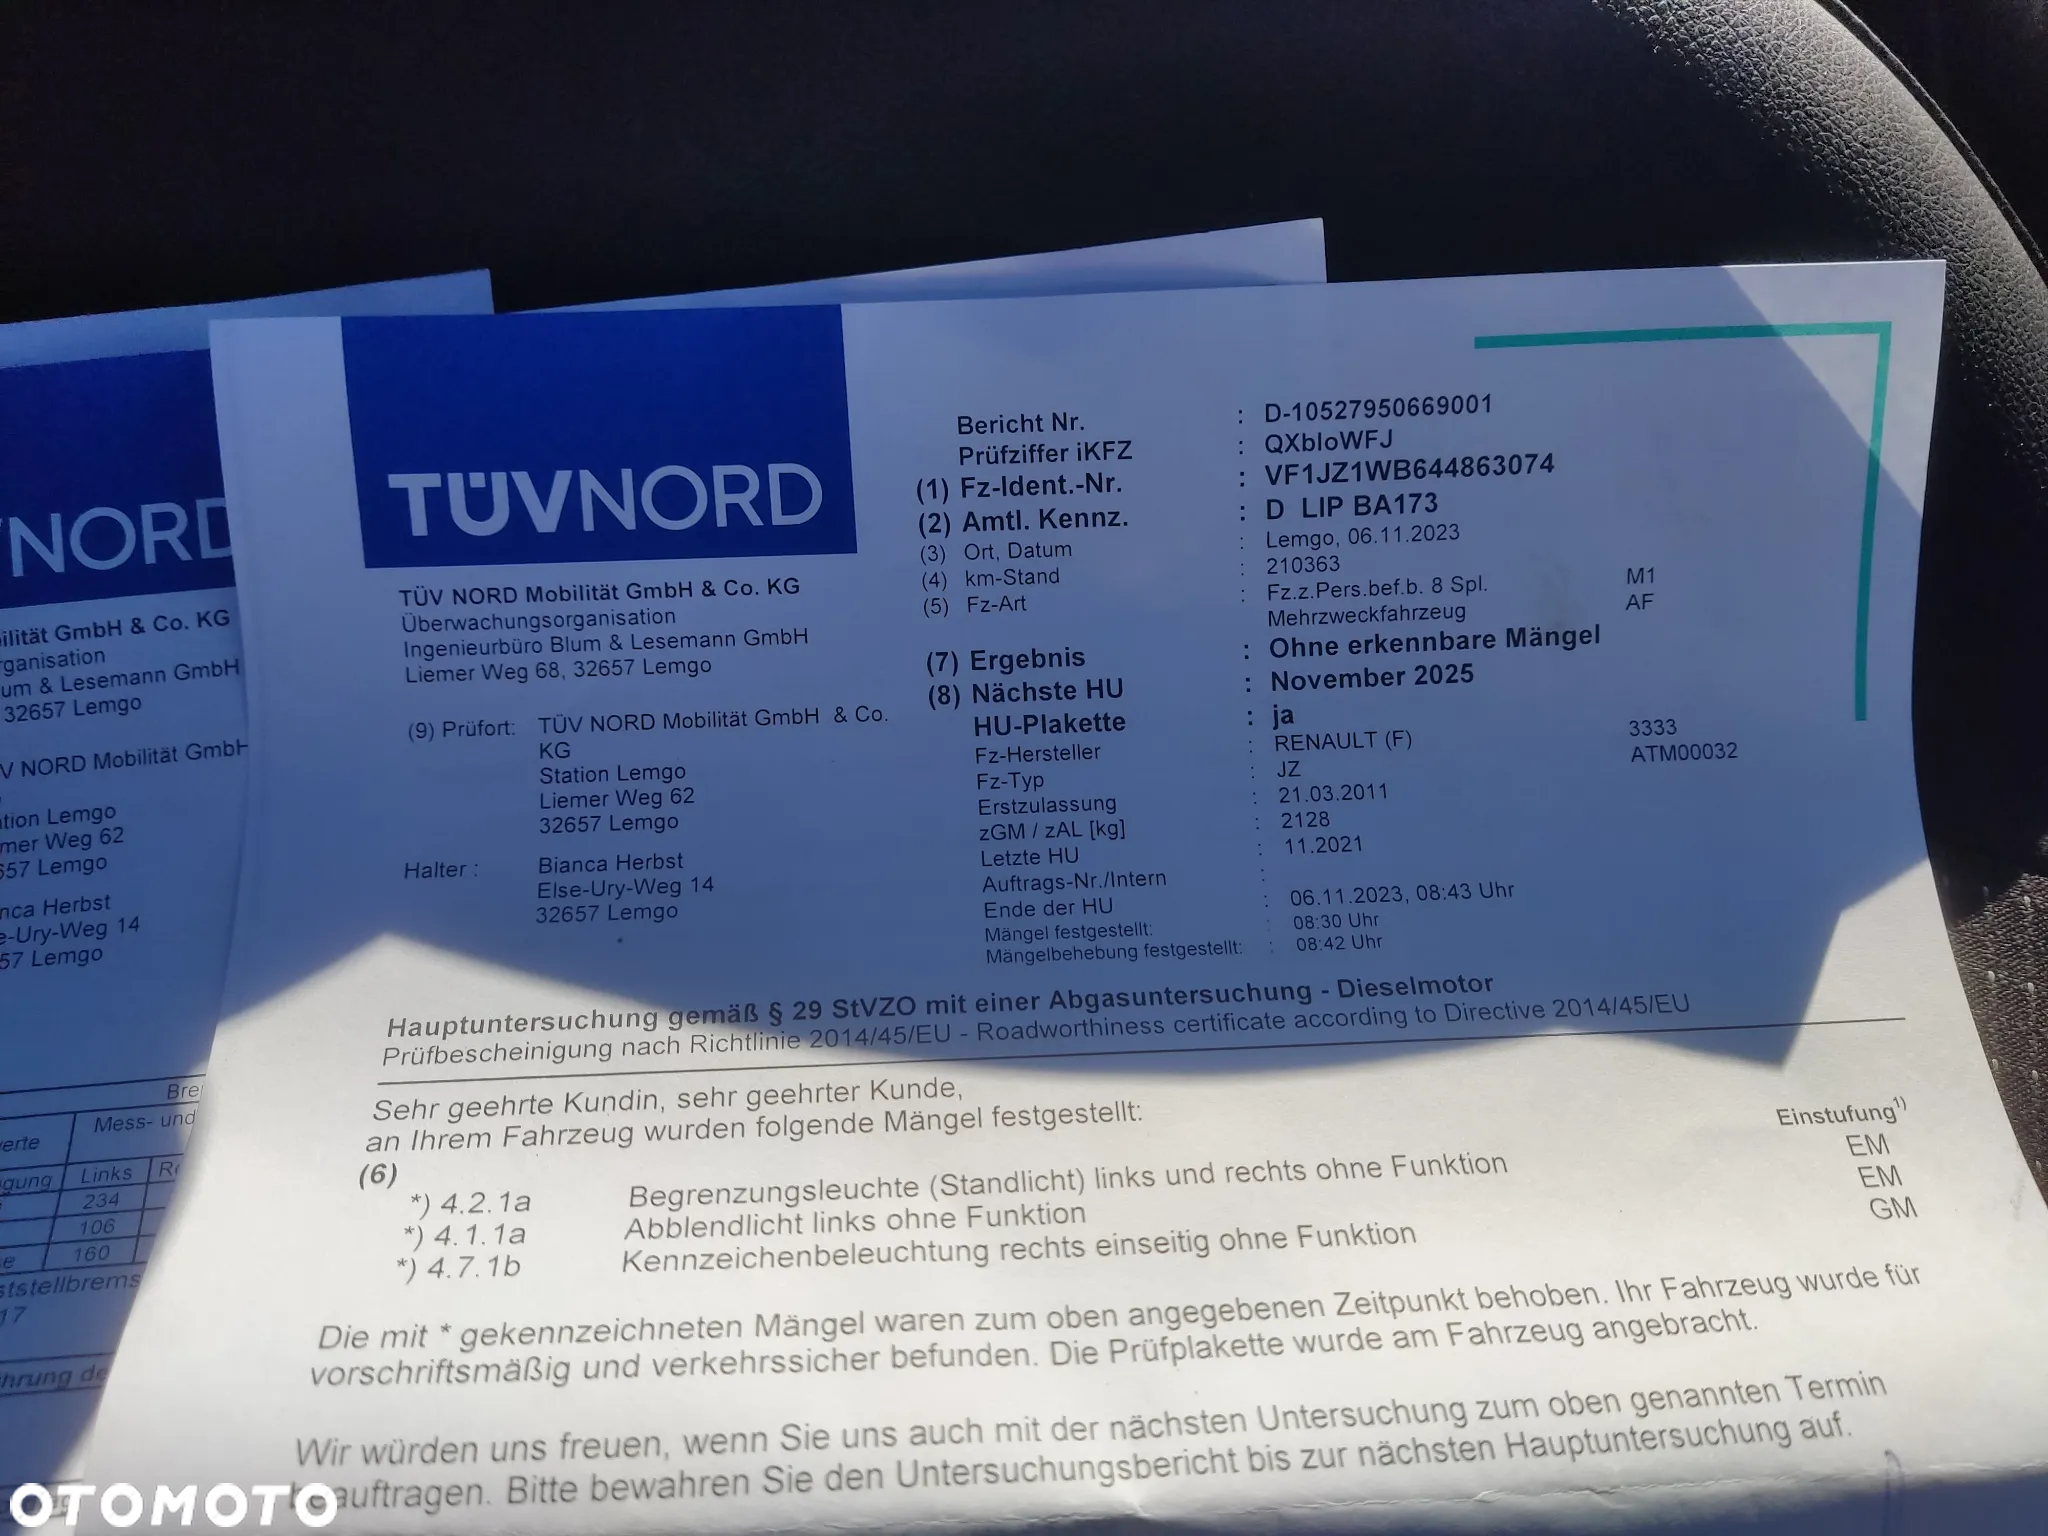 TÜVNORD
TÜV NORD Mobilität GmbH & Co. KG
Überwachungsorganisation
Ingenieurbüro Blum & Lesemann GmbH
Liemer Weg 68, 32657 Lemgo
(9) Prüfort: TÜV NORD Mobilität GmbH & Co.
KG
Station Lemgo
Liemer Weg 62
32657 Lemgo
Halter : Bianca Herbst
Else-Ury-Weg 14
32657 Lemgo
Bericht Nr. : D-10527950669001
Prüfziffer iKFZ : QXbloWFJ
(1) Fz-Ident.-Nr. : VF1JZ1WB644863074
(2) Amtl. Kennz. : D LIP BA173
(3) Ort, Datum : Lemgo, 06.11.2023
(4) km-Stand : 210363
(5) Fz-Art : Fz.z.Pers.bef.b. 8 Spl. M1
Mehrzweckfahrzeug AF
(7) Ergebnis : Ohne erkennbare Mängel
(8) Nächste HU : November 2025
HU-Plakette : ja
Fz-Hersteller : RENAULT (F) 3333
Fz-Typ : JZ ATM00032
Erstzulassung : 21.03.2011
zGM / zAL [kg] : 2128
Letzte HU : 11.2021
Auftrags-Nr./Intern :
Ende der HU : 06.11.2023, 08:43 Uhr
Mängel festgestellt: : 08:30 Uhr
Mängelbehebung festgestellt: : 08:42 Uhr
Hauptuntersuchung gemäß § 29 StVZO mit einer Abgasuntersuchung - Dieselmotor
Prüfbescheinigung nach Richtlinie 2014/45/EU - Roadworthiness certificate according to Directive 2014/45/EU
Sehr geehrte Kundin, sehr geehrter Kunde,
an Ihrem Fahrzeug wurden folgende Mängel festgestellt:
Einstufung1)
(6)
*) 4.2.1a Begrenzungsleuchte (Standlicht) links und rechts ohne Funktion EM
*) 4.1.1a Abblendlicht links ohne Funktion EM
*) 4.7.1b Kennzeichenbeleuchtung rechts einseitig ohne Funktion GM
Die mit * gekennzeichneten Mängel waren zum oben angegebenen Zeitpunkt behoben. Ihr Fahrzeug wurde für
vorschriftsmäßig und verkehrssicher befunden. Die Prüfplakette wurde am Fahrzeug angebracht.
Wir würden uns freuen, wenn Sie uns auch mit der nächsten Untersuchung zum oben genannten Termin
beauftragen. Bitte bewahren Sie den Untersuchungsbericht bis zur nächsten Hauptuntersuchung auf.
NORD
GmbH & Co. KG
& Lesemann GmbH
32657 Lemgo
NORD Mobilität GmbH
Lemgo
Weg 62
Lemgo
Herbst
-Ury-Weg 14
Lemgo
Mess- und
Links
234
106
160
OTOMOTO